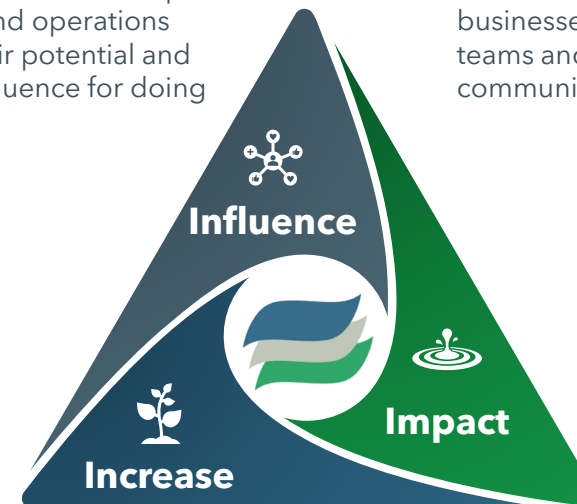 nd operations
ir potential and
uence for doing
businesse
teams and
communi
Influence
Impact
Increase